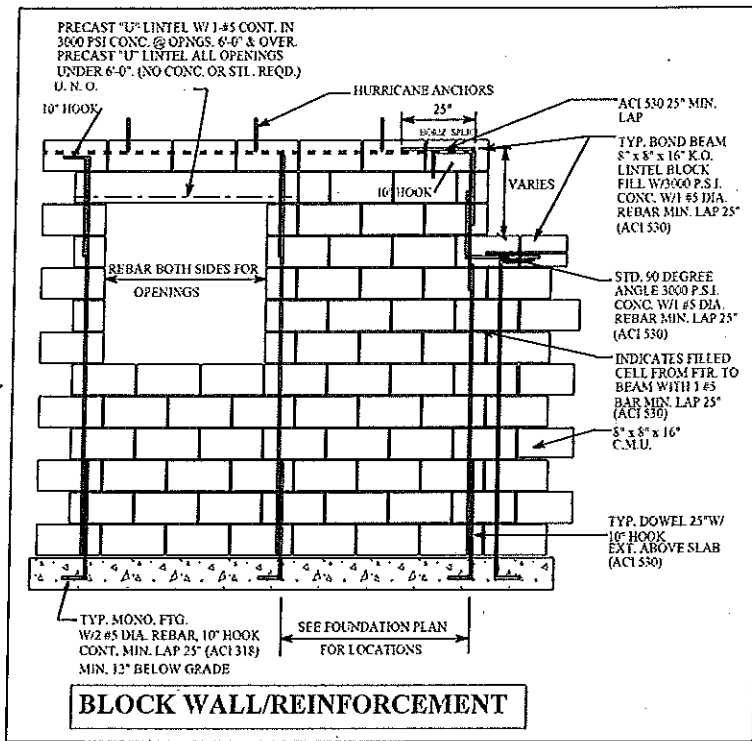 PRECAST "U" LINTEL W/ 1-#5 CONT. IN
3000 PSI CONC. @ OPNGS. 6'-0" & OVER.
PRECAST "U" LINTEL ALL OPENINGS
UNDER 6'-0". (NO CONC. OR STL. REQD.)
U. N. O.
10" HOOK
HURRICANE ANCHORS
25"
HORIZ. SPLICE
10" HOOK
ACI 530 25" MIN.
LAP
TYP. BOND BEAM
8" x 8" x 16" K.O.
LINTEL BLOCK
FILL W/3000 P.S.I.
CONC. W/1 #5 DIA.
REBAR MIN. LAP 25"
(ACI 530)
VARIES
REBAR BOTH SIDES FOR
OPENINGS
STD. 90 DEGREE
ANGLE 3000 P.S.I.
CONC. W/1 #5 DIA.
REBAR MIN. LAP 25"
(ACI 530)
INDICATES FILLED
CELL FROM FTR. TO
BEAM WITH 1 #5
BAR MIN. LAP 25"
(ACI 530)
8" x 8" x 16"
C.M.U.
TYP. DOWEL 25"W/
10" HOOK
EXT. ABOVE SLAB
(ACI 530)
TYP. MONO. FTG.
W/2 #5 DIA. REBAR, 10" HOOK
CONT. MIN. LAP 25" (ACI 318)
MIN. 12" BELOW GRADE
SEE FOUNDATION PLAN
FOR LOCATIONS
BLOCK WALL/REINFORCEMENT